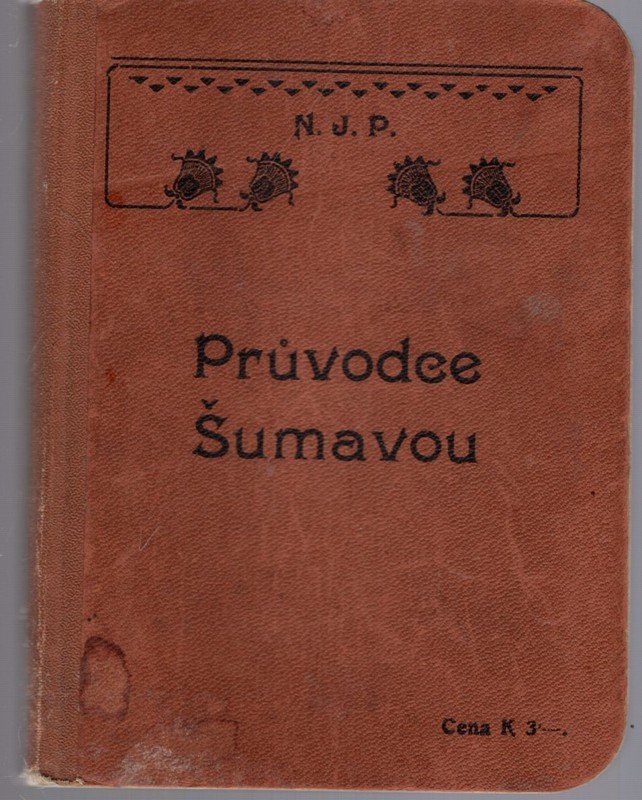 N. J. P.
Průvodce
Šumavou
Cena K 3·—.